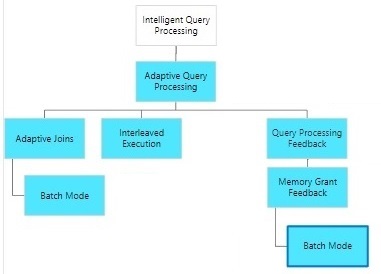 Intelligent Query
Processing
Adaptive Query
Processing
Adaptive Joins
Interleaved
Execution
Query Processing
Feedback
Batch Mode
Memory Grant
Feedback
Batch Mode